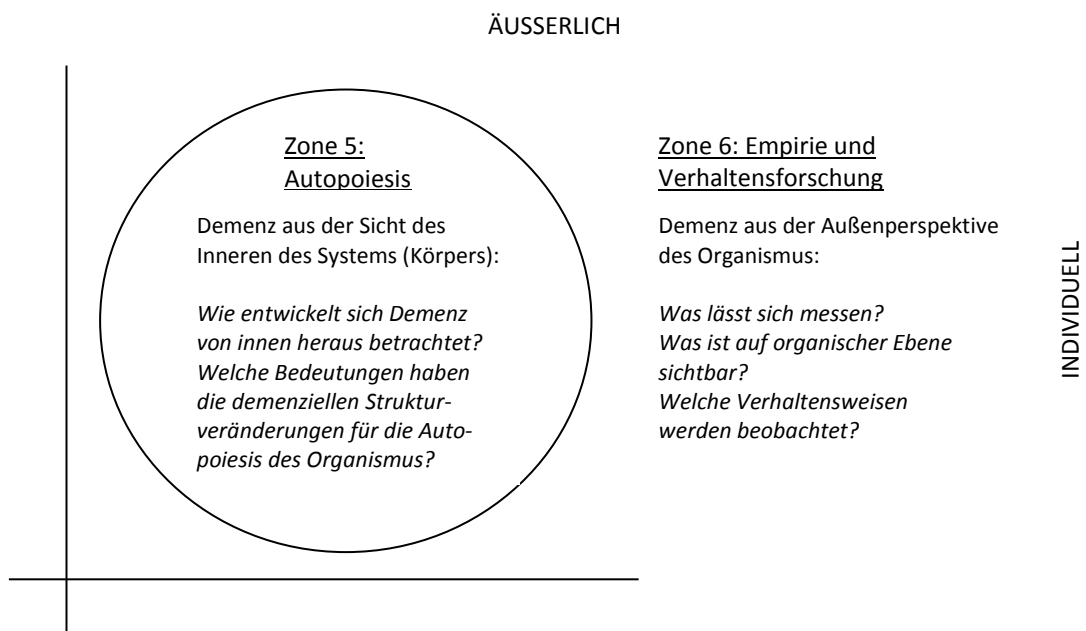 ÄUSSERLICH
Zone 5:
Autopoiesis
Demenz aus der Sicht des
Inneren des Systems (Körpers):
Wie entwickelt sich Demenz
von innen heraus betrachtet?
Welche Bedeutungen haben
die demenziellen Struktur-
veränderungen für die Auto-
poiesis des Organismus?
Zone 6: Empirie und
Verhaltensforschung
Demenz aus der Außenperspektive
des Organismus:
Was lässt sich messen?
Was ist auf organischer Ebene
sichtbar?
Welche Verhaltensweisen
werden beobachtet?
INDIVIDUELL